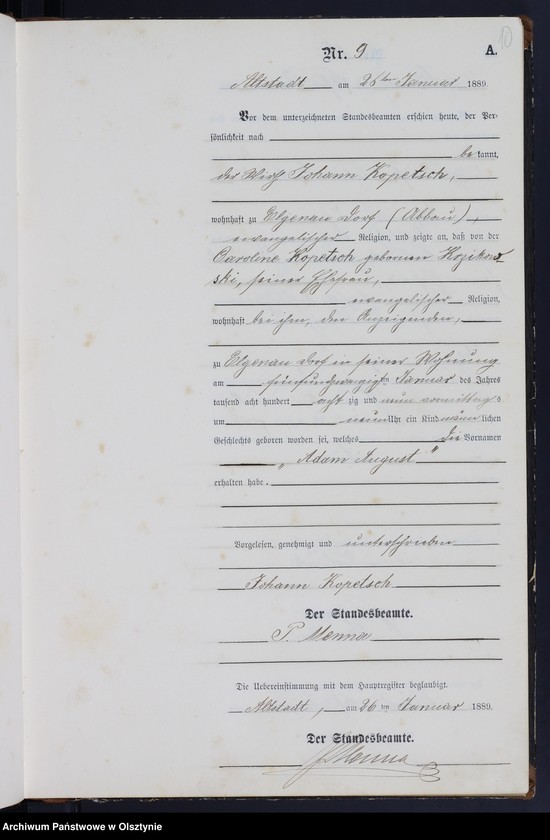 10
Nr. 9
A.
Altstadt am 26ten Januar 1889.
Vor dem unterzeichneten Standesbeamten erschien heute, der Per-
sönlichkeit nach
bekannt,
der Wirth Johann Kopetsch,
wohnhaft zu Elgenau Dorf (Abbau),
evangelischer Religion, und zeigte an, daß von der
Caroline Kopetsch geborenen
ski, seiner Ehefrau,
evangelischer Religion,
wohnhaft bei ihm, dem Anzeigenden,
zu Elgenau Dorf in seiner Wohnung
am fünfundzwanzigten Januar des Jahres
tausend acht hundert achtzig und neun vormittags
um neun Uhr ein Kind männlichen
Geschlechts geboren worden sei, welches die Vornamen
„Adam August“
erhalten habe.
Vorgelesen, genehmigt und unterschrieben
Johann Kopetsch
Der Standesbeamte.
P. Menna
Die Uebereinstimmung mit dem Hauptregister beglaubigt.
Altstadt, am 26ten Januar 1889.
Der Standesbeamte.
P Menna
Archiwum Państwowe w Olsztynie